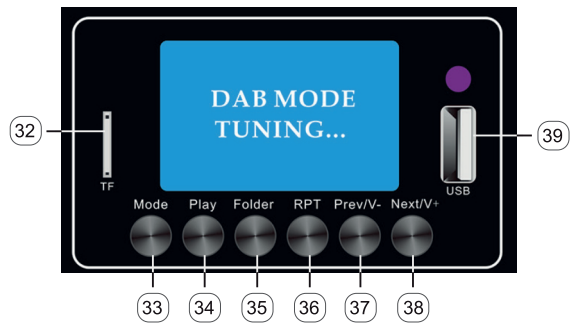 DAB MODE
TUNING...
32
39
TF
USB
Mode Play Folder RPT Prev/V- Next/V+
33 34 35 36 37 38